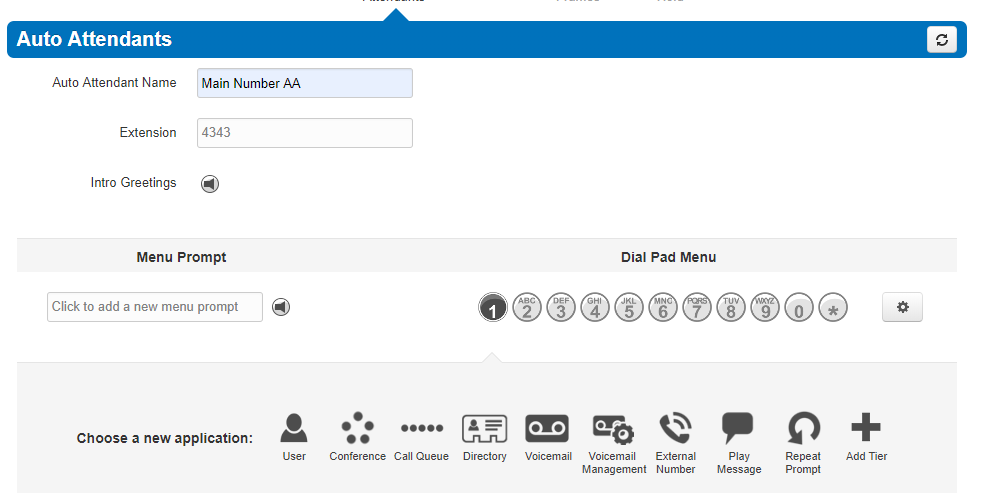 Auto Attendants
Auto Attendant Name Main Number AA
Extension 4343
Intro Greetings
Menu Prompt Dial Pad Menu
Click to add a new menu prompt 1 ABC 2 DEF 3 GHI 4 JKL 5 MNO 6 PQRS 7 TUV 8 WXYZ 9 0 *
Choose a new application: User Conference Call Queue Directory Voicemail Voicemail Management External Number Play Message Repeat Prompt Add Tier